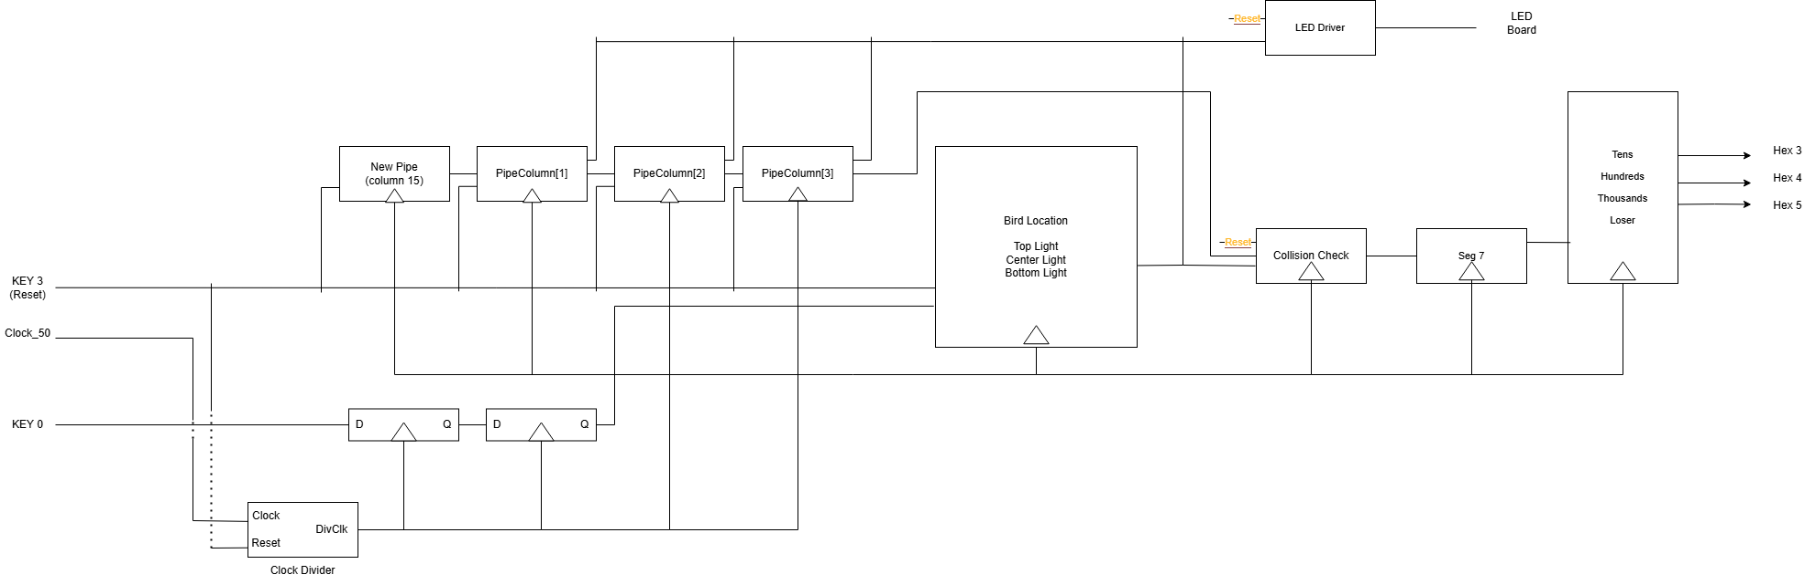 Reset
LED Driver
LED
Board
New Pipe
(column 15)
PipeColumn[1]
PipeColumn[2]
PipeColumn[3]
Tens
Hundreds
Thousands
Loser
Hex 3
Hex 4
Hex 5
Bird Location
Top Light
Center Light
Bottom Light
Reset
Collision Check
Seg 7
KEY 3
(Reset)
Clock_50
KEY 0
D
Q
D
Q
Clock
DivClk
Reset
Clock Divider